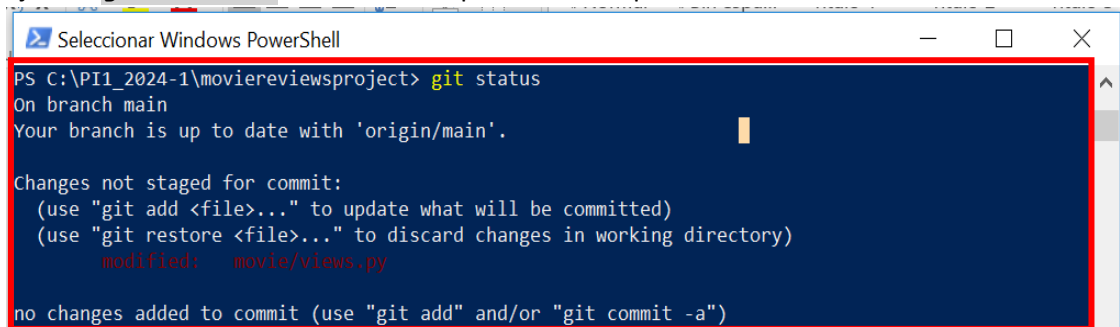 Seleccionar Windows PowerShell
PS C:\PI1_2024-1\moviereviewsproject> git status
On branch main
Your branch is up to date with 'origin/main'.
Changes not staged for commit:
(use "git add <file>..." to update what will be committed)
(use "git restore <file>..." to discard changes in working directory)
modified: movie/views.py
no changes added to commit (use "git add" and/or "git commit -a")